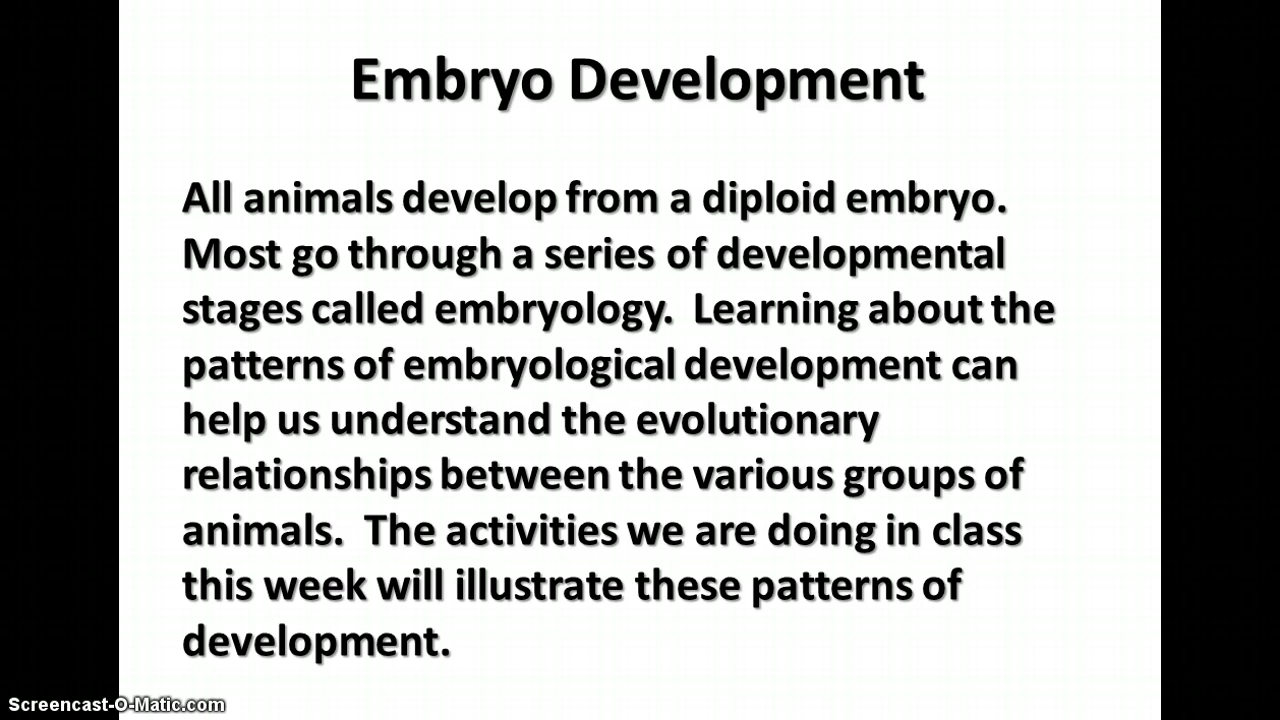 Embryo Development
All animals develop from a diploid embryo.
Most go through a series of developmental
stages called embryology.  Learning about the
patterns of embryological development can
help us understand the evolutionary
relationships between the various groups of
animals.  The activities we are doing in class
this week will illustrate these patterns of
development.
Screencast-O-Matic.com